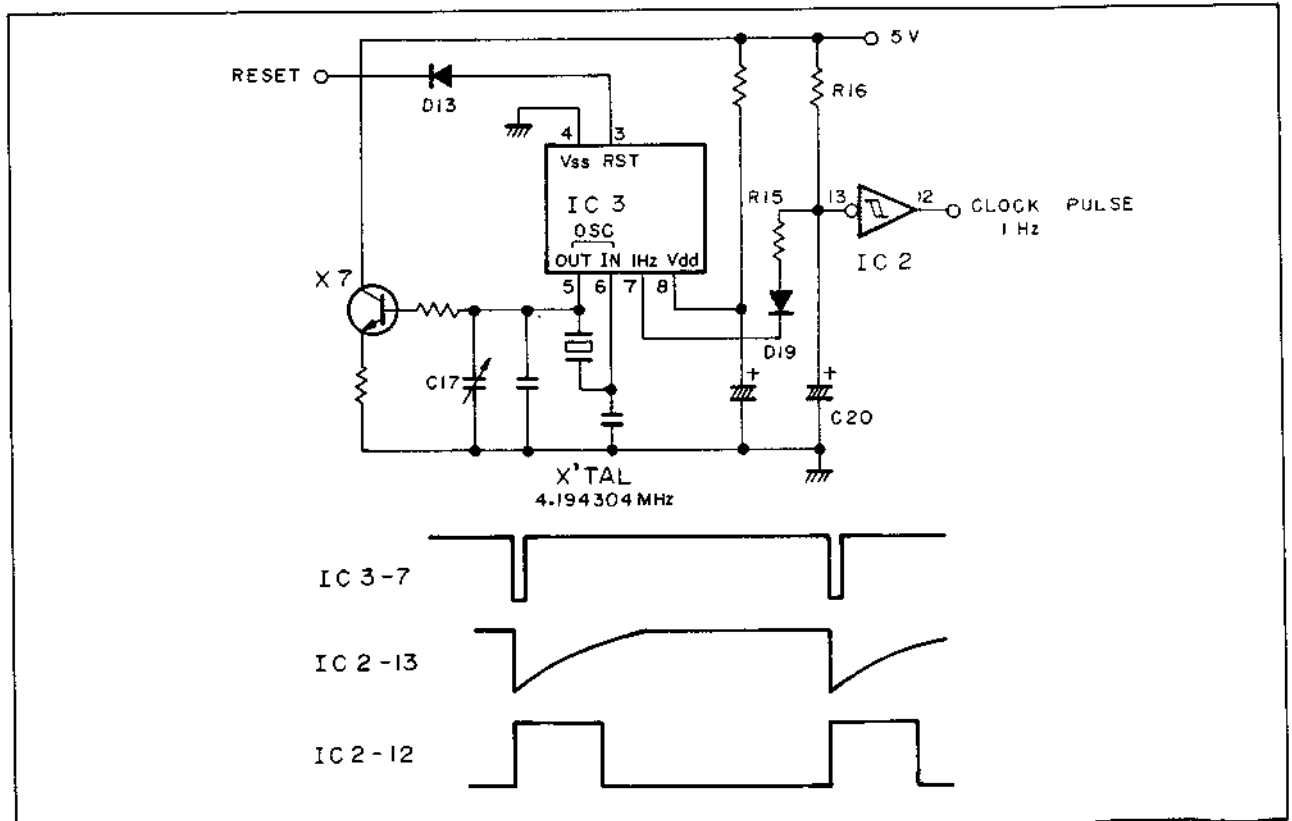 5 V
RESET
D13
R16
4 3
Vss RST
IC 3
OSC
OUT IN 1Hz Vdd
5 6 7 8
R15
13 12
CLOCK PULSE
1 Hz
IC 2
X 7
D19
C17
+ +
C20
X'TAL
4.194304 MHz
IC 3-7
IC 2-13
IC 2-12